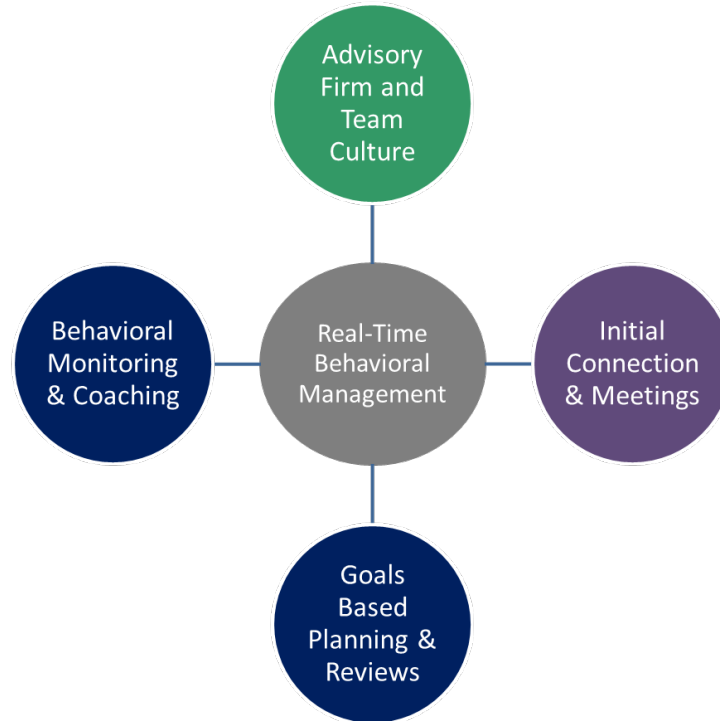 Advisory
Firm and
Team
Culture
Behavioral
Monitoring
& Coaching
Real-Time
Behavioral
Management
Initial
Connection
& Meetings
Goals
Based
Planning &
Reviews